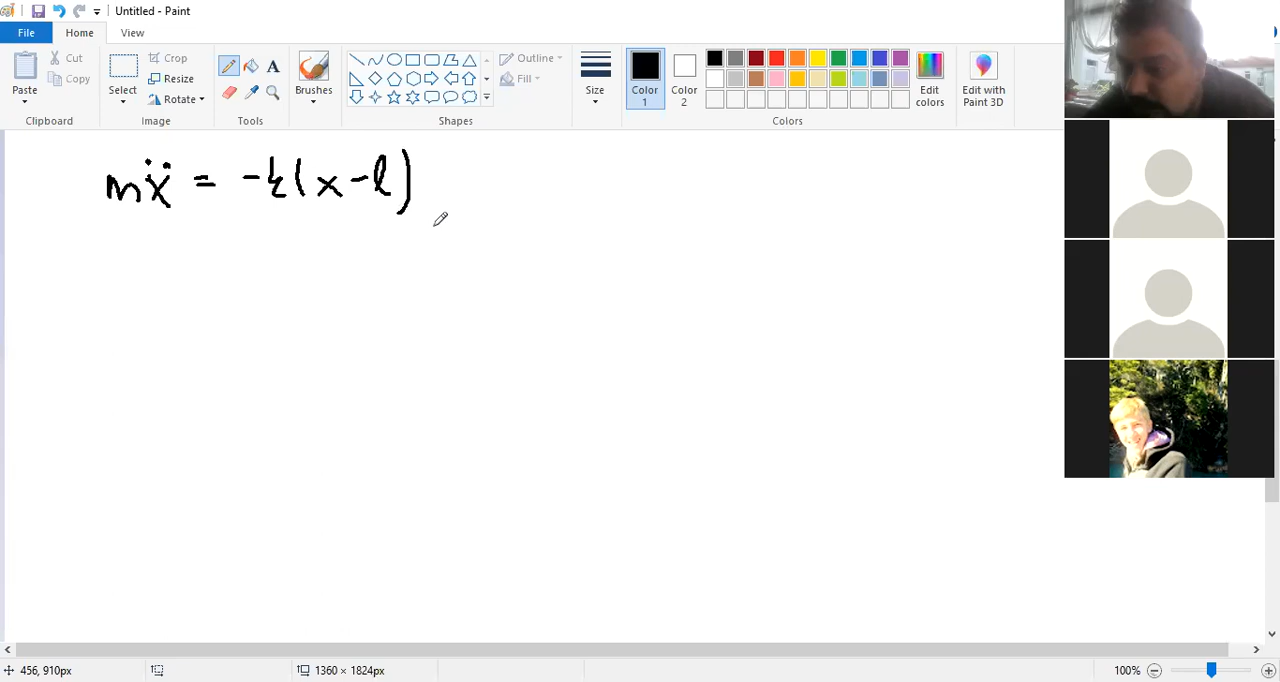 Untitled - Paint
File Home View
Paste
Cut
Copy
Clipboard
Select
Crop
Resize
Rotate
Image
A
Tools
Brushes
Outline
Fill
Shapes
Size
Color 1
Color 2
Edit colors
Edit with Paint 3D
Colors
mẍ = -k(x-l)
456, 910px
1360 × 1824px
100%